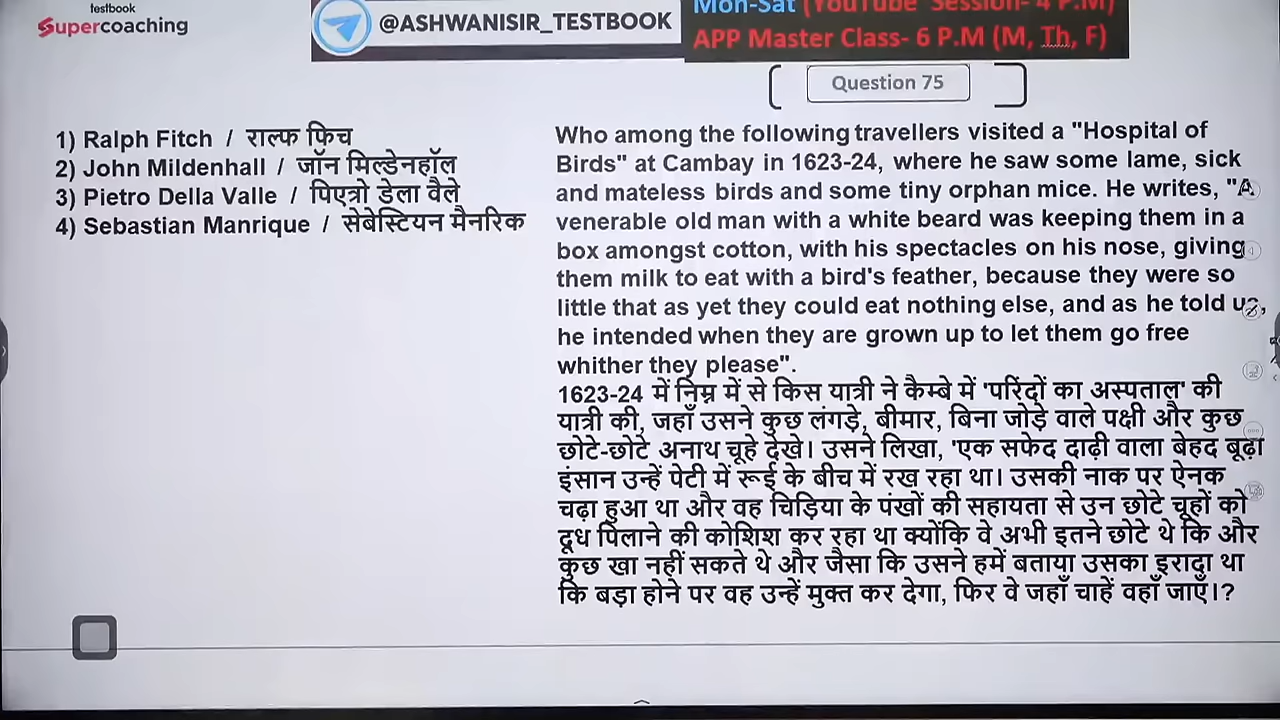 testbook
Supercoaching
@ASHWANISIR_TESTBOOK
Mon-Sat (YouTube Session- 4 P.M)
APP Master Class- 6 P.M (M, Th, F)
Question 75
1) Ralph Fitch / राल्फ फिच
2) John Mildenhall / जॉन मिल्डेनहॉल
3) Pietro Della Valle / पिएत्रो डेला वैले
4) Sebastian Manrique / सेबेस्टियन मैनरिक
Who among the following travellers visited a "Hospital of
Birds" at Cambay in 1623-24, where he saw some lame, sick
and mateless birds and some tiny orphan mice. He writes, "A
venerable old man with a white beard was keeping them in a
box amongst cotton, with his spectacles on his nose, giving
them milk to eat with a bird's feather, because they were so
little that as yet they could eat nothing else, and as he told us,
he intended when they are grown up to let them go free
whither they please".
1623-24 में निम्न में से किस यात्री ने कैम्बे में 'परिंदों का अस्पताल' की
यात्री की, जहाँ उसने कुछ लंगड़े, बीमार, बिना जोड़े वाले पक्षी और कुछ
छोटे-छोटे अनाथ चूहे देखे। उसने लिखा, 'एक सफेद दाढ़ी वाला बेहद बूढ़ा
इंसान उन्हें पेटी में रूई के बीच में रख रहा था। उसकी नाक पर ऐनक
चढ़ा हुआ था और वह चिड़िया के पंखों की सहायता से उन छोटे चूहों को
दूध पिलाने की कोशिश कर रहा था क्योंकि वे अभी इतने छोटे थे कि और
कुछ खा नहीं सकते थे और जैसा कि उसने हमें बताया उसका इरादा था
कि बड़ा होने पर वह उन्हें मुक्त कर देगा, फिर वे जहाँ चाहें वहाँ जाएँ।?